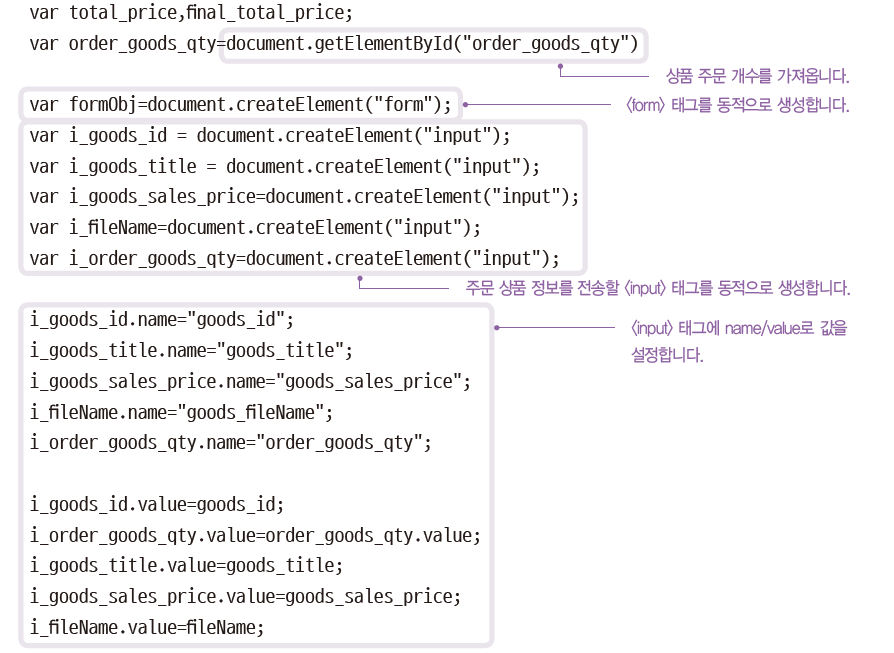 var total_price,final_total_price;
var order_goods_qty=document.getElementById("order_goods_qty")
상품 주문 개수를 가져옵니다.
var formObj=document.createElement("form");
〈form〉 태그를 동적으로 생성합니다.
var i_goods_id = document.createElement("input");
var i_goods_title = document.createElement("input");
var i_goods_sales_price=document.createElement("input");
var i_fileName=document.createElement("input");
var i_order_goods_qty=document.createElement("input");
주문 상품 정보를 전송할 〈input〉 태그를 동적으로 생성합니다.
i_goods_id.name="goods_id";
〈input〉 태그에 name/value로 값을
설정합니다.
i_goods_title.name="goods_title";
i_goods_sales_price.name="goods_sales_price";
i_fileName.name="goods_fileName";
i_order_goods_qty.name="order_goods_qty";
i_goods_id.value=goods_id;
i_order_goods_qty.value=order_goods_qty.value;
i_goods_title.value=goods_title;
i_goods_sales_price.value=goods_sales_price;
i_fileName.value=fileName;